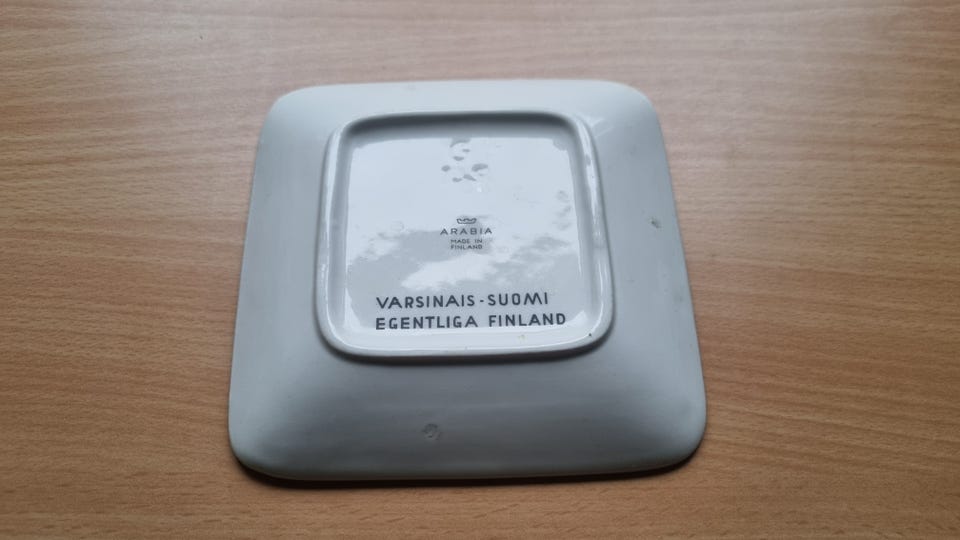 ARABIA
MADE IN
FINLAND
VARSINAIS-SUOMI
EGENTLIGA FINLAND